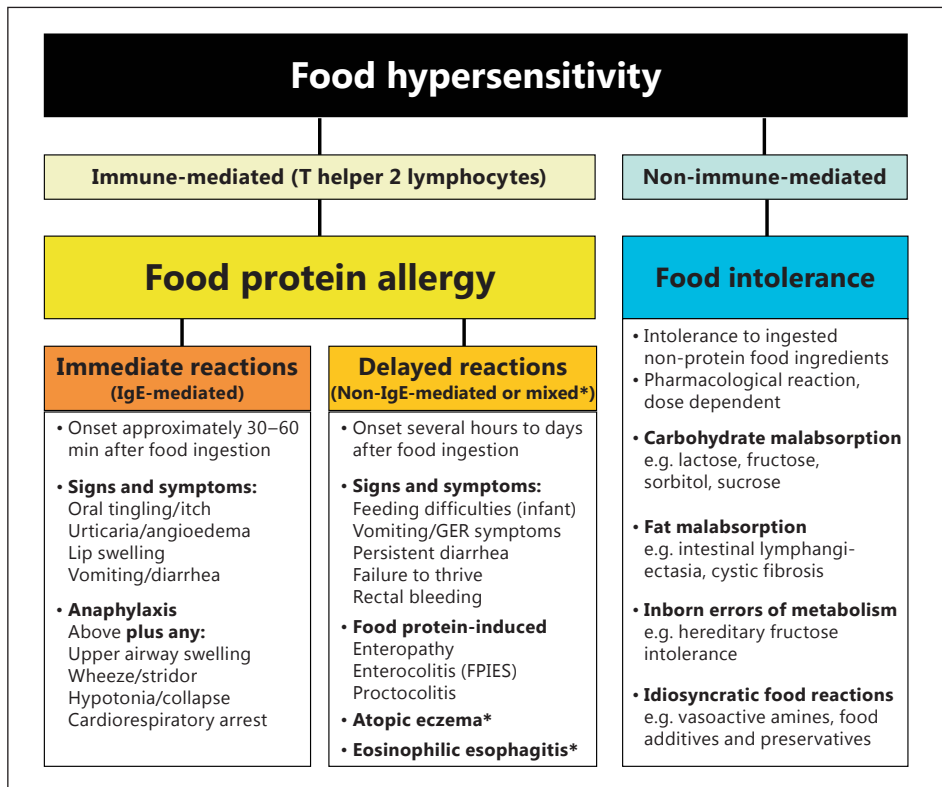 Food hypersensitivity
Immune-mediated (T helper 2 lymphocytes)
Non-immune-mediated
Food protein allergy
Food intolerance
Immediate reactions
(IgE-mediated)
• Onset approximately 30–60
min after food ingestion
• Signs and symptoms:
Oral tingling/itch
Urticaria/angioedema
Lip swelling
Vomiting/diarrhea
• Anaphylaxis
Above plus any:
Upper airway swelling
Wheeze/stridor
Hypotonia/collapse
Cardiorespiratory arrest
Delayed reactions
(Non-IgE-mediated or mixed*)
• Onset several hours to days
after food ingestion
• Signs and symptoms:
Feeding difficulties (infant)
Vomiting/GER symptoms
Persistent diarrhea
Failure to thrive
Rectal bleeding
• Food protein-induced
Enteropathy
Enterocolitis (FPIES)
Proctocolitis
• Atopic eczema*
• Eosinophilic esophagitis*
• Intolerance to ingested
non-protein food ingredients
• Pharmacological reaction,
dose dependent
• Carbohydrate malabsorption
e.g. lactose, fructose,
sorbitol, sucrose
• Fat malabsorption
e.g. intestinal lymphangi-
ectasia, cystic fibrosis
• Inborn errors of metabolism
e.g. hereditary fructose
intolerance
• Idiosyncratic food reactions
e.g. vasoactive amines, food
additives and preservatives